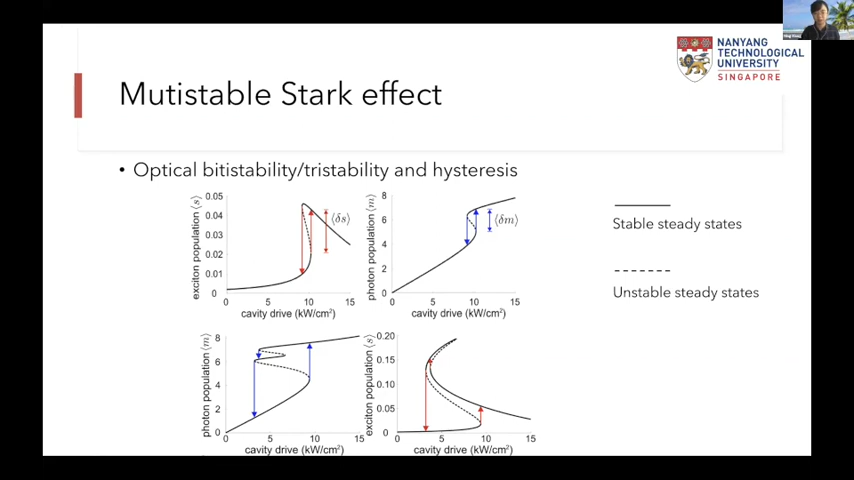 NANYANG
TECHNOLOGICAL
UNIVERSITY
SINGAPORE
Mutistable Stark effect
• Optical bitistability/tristability and hysteresis
exciton population ⟨s⟩
0.05
0.04
0.03
0.02
0.01
0
0 5 10 15
cavity drive (kW/cm²)
⟨δs⟩
photon population ⟨m⟩
8
6
4
2
0
0 5 10 15
cavity drive (kW/cm²)
⟨δm⟩
Stable steady states
Unstable steady states
photon population ⟨m⟩
8
6
4
2
0
0 5 10 15
cavity drive (kW/cm²)
exciton population ⟨s⟩
0.20
0.15
0.10
0.05
0
0 5 10 15
cavity drive (kW/cm²)